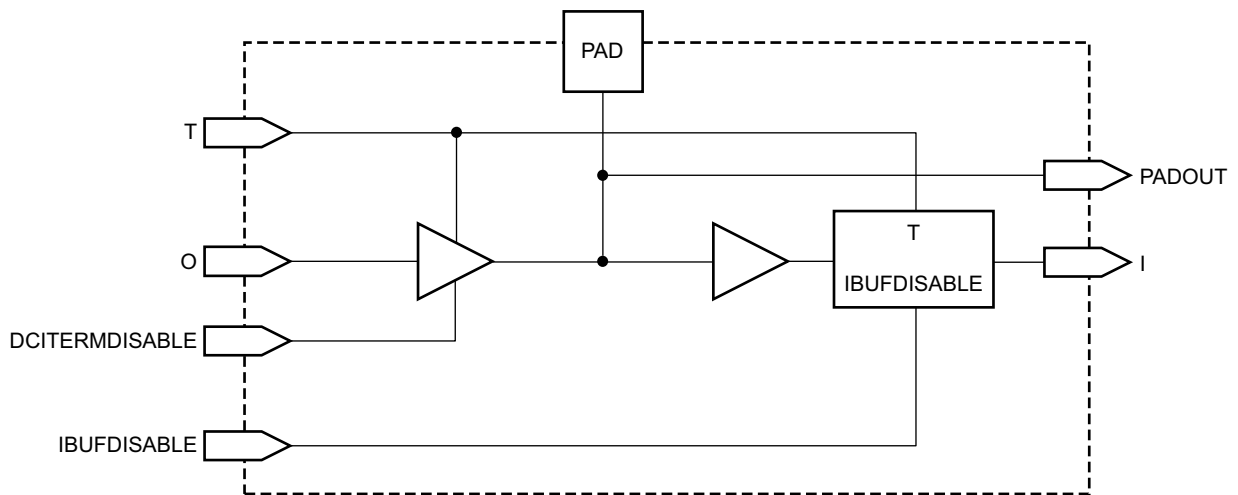 PAD
T
PADOUT
T
O
I
IBUFDISABLE
DCITERMDISABLE
IBUFDISABLE